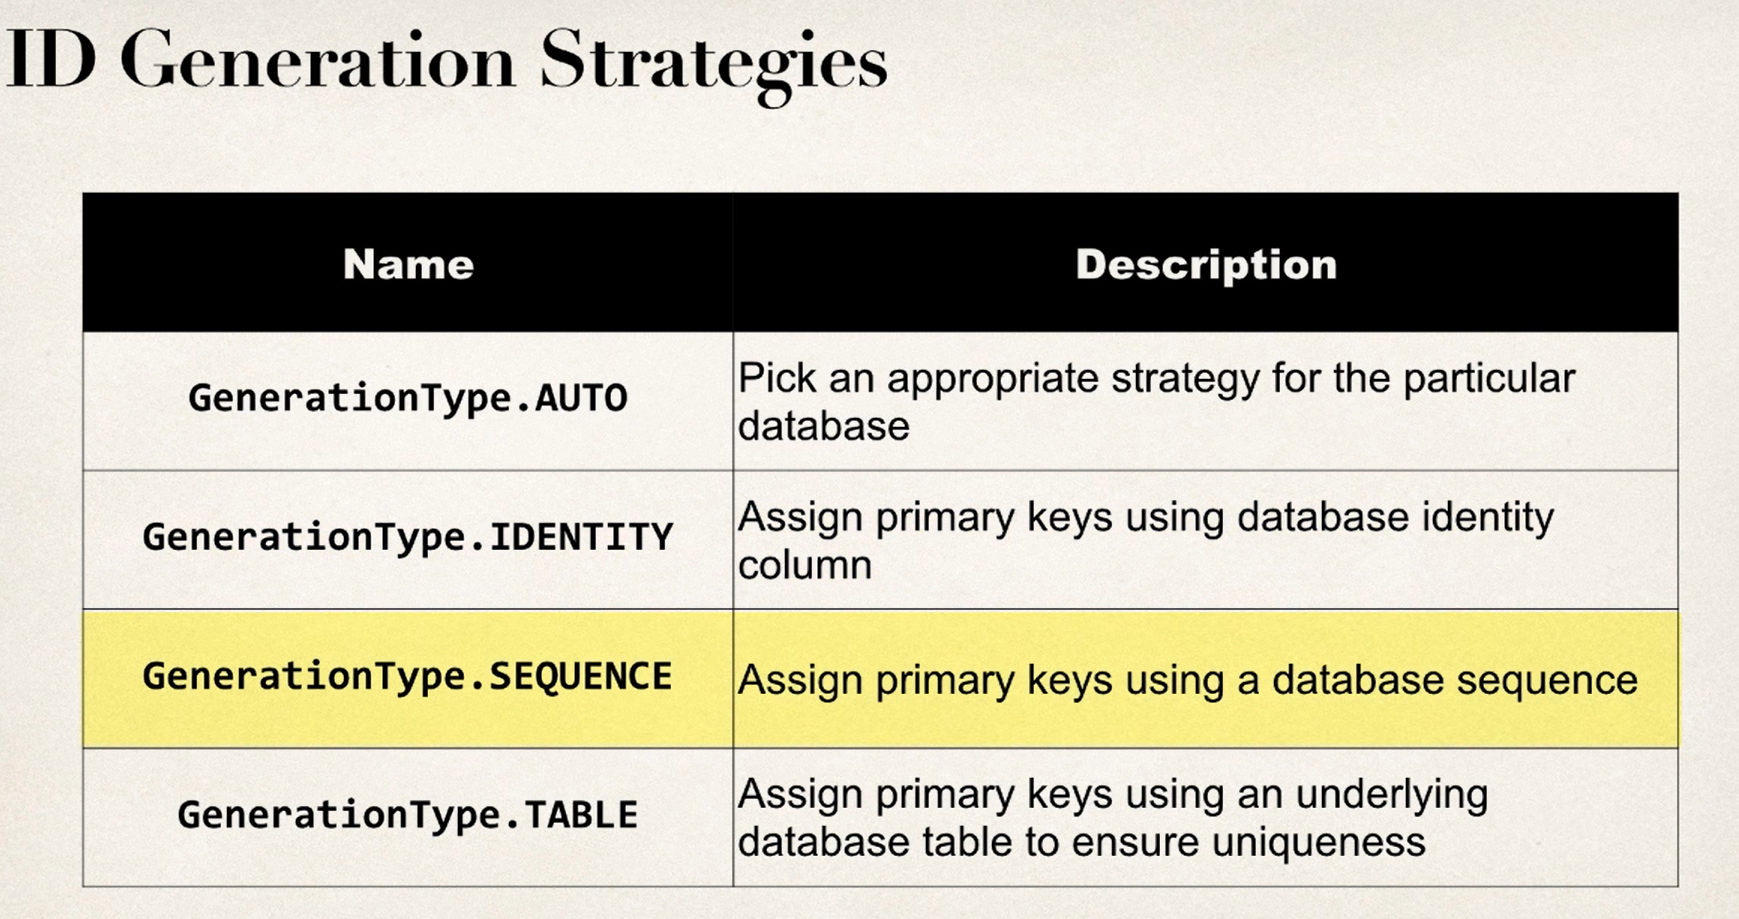 ID Generation Strategies
Name
Description
GenerationType.AUTO
Pick an appropriate strategy for the particular
database
GenerationType.IDENTITY
Assign primary keys using database identity
column
GenerationType.SEQUENCE
Assign primary keys using a database sequence
GenerationType.TABLE
Assign primary keys using an underlying
database table to ensure uniqueness